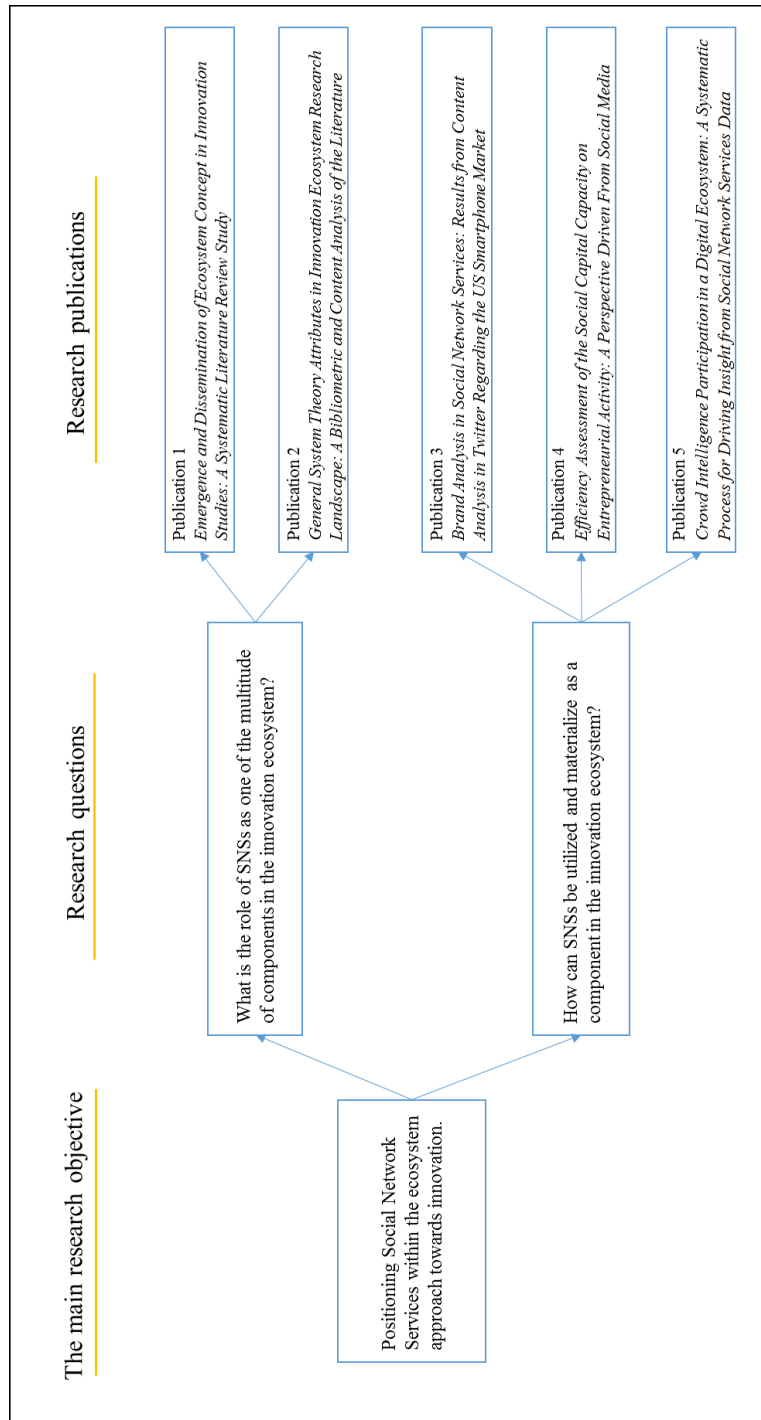 The main research objective
Research questions
Research publications
Positioning Social Network
Services within the ecosystem
approach towards innovation.
What is the role of SNSs as one of the multitude
of components in the innovation ecosystem?
How can SNSs be utilized and materialize as a
component in the innovation ecosystem?
Publication 1
Emergence and Dissemination of Ecosystem Concept in Innovation
Studies: A Systematic Literature Review Study
Publication 2
General System Theory Attributes in Innovation Ecosystem Research
Landscape: A Bibliometric and Content Analysis of the Literature
Publication 3
Brand Analysis in Social Network Services: Results from Content
Analysis in Twitter Regarding the US Smartphone Market
Publication 4
Efficiency Assessment of the Social Capital Capacity on
Entrepreneurial Activity: A Perspective Driven From Social Media
Publication 5
Crowd Intelligence Participation in a Digital Ecosystem: A Systematic
Process for Driving Insight from Social Network Services Data